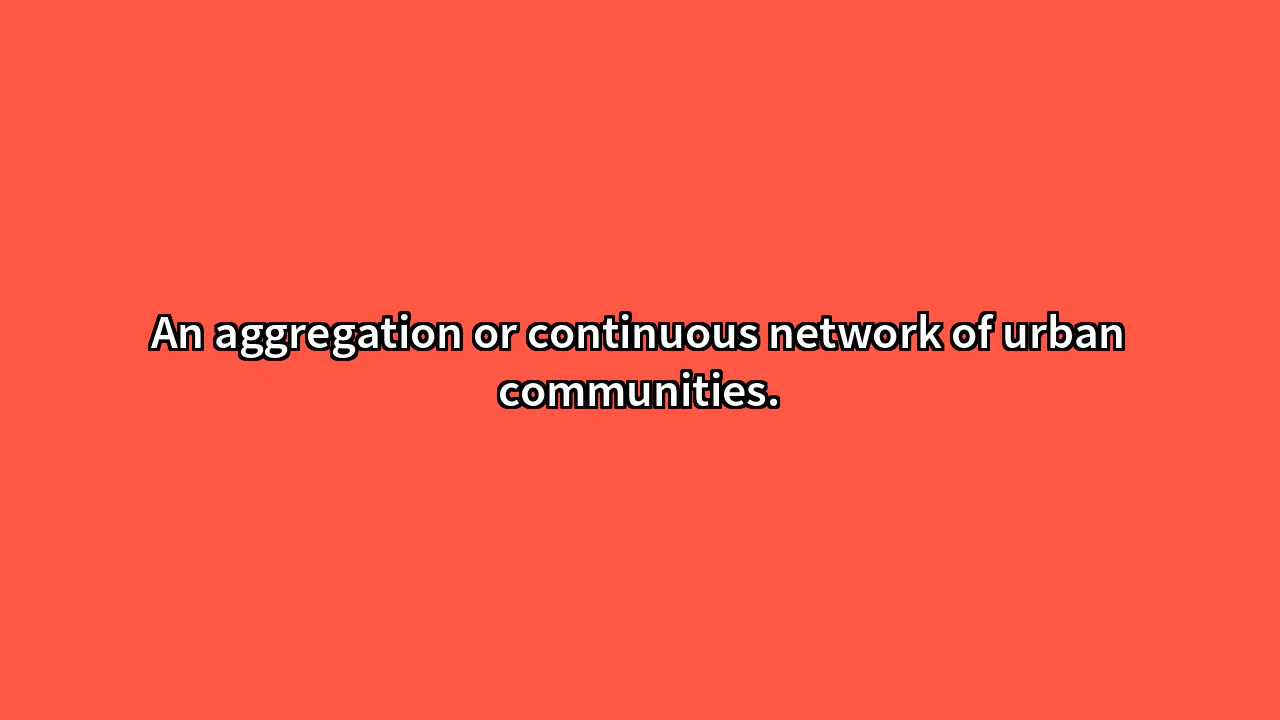 An aggregation or continuous network of urban
communities.